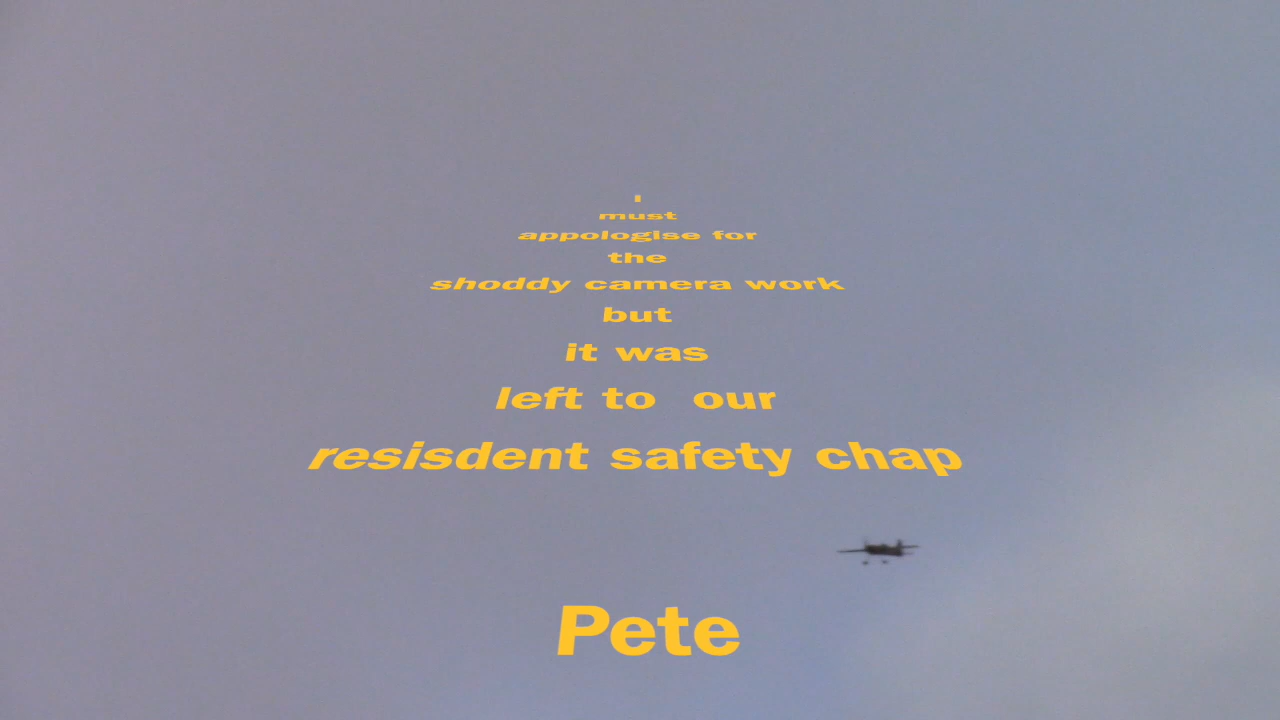 I
must
appologise for
the
shoddy camera work
but
it was
left to our
resisdent safety chap
Pete